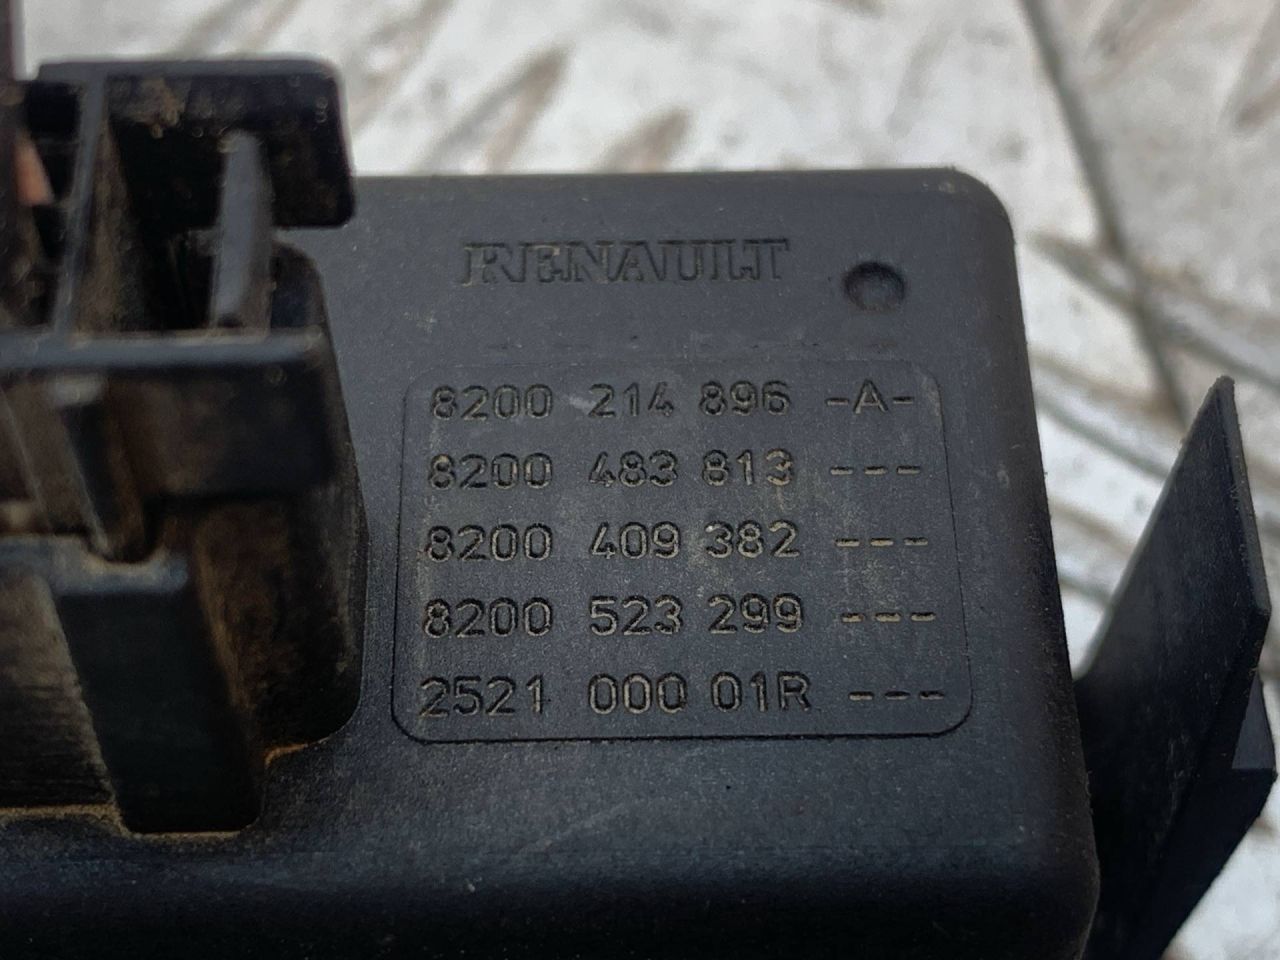 RENAULT
8200 214 896 -A-
8200 483 813 ---
8200 409 382 ---
8200 523 299 ---
2521 000 01R ---